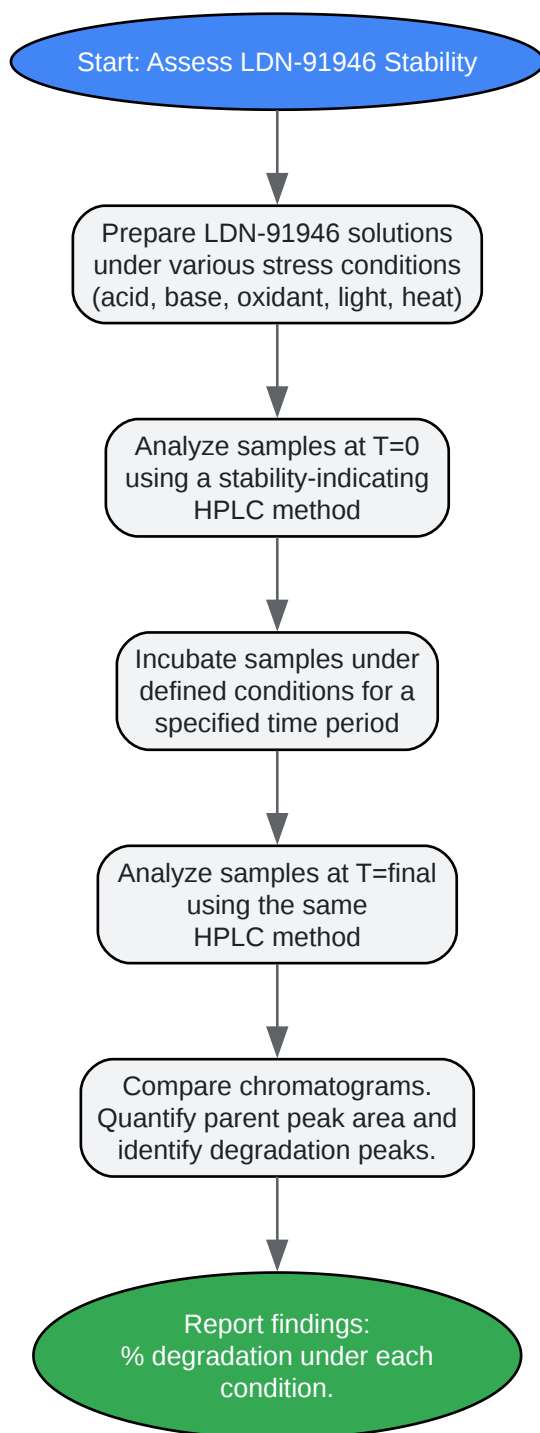 Start: Assess LDN-91946 Stability
Prepare LDN-91946 solutions
under various stress conditions
(acid, base, oxidant, light, heat)
Analyze samples at T=0
using a stability-indicating
HPLC method
Incubate samples under
defined conditions for a
specified time period
Analyze samples at T=final
using the same
HPLC method
Compare chromatograms.
Quantify parent peak area and
identify degradation peaks.
Report findings:
% degradation under each
condition.